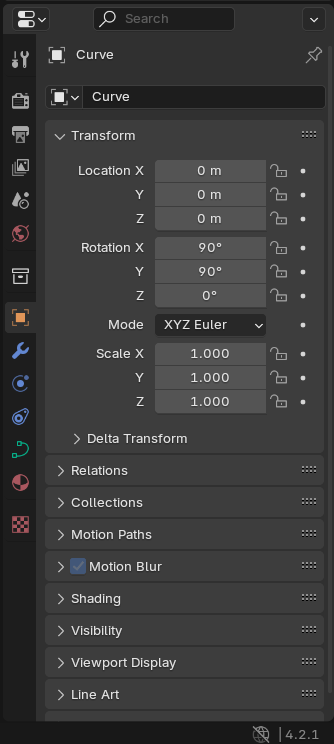 Search
Curve
Curve
Transform
Location X 0 m
Y 0 m
Z 0 m
Rotation X 90°
Y 90°
Z 0°
Mode XYZ Euler
Scale X 1.000
Y 1.000
Z 1.000
Delta Transform
Relations
Collections
Motion Paths
Motion Blur
Shading
Visibility
Viewport Display
Line Art
4.2.1